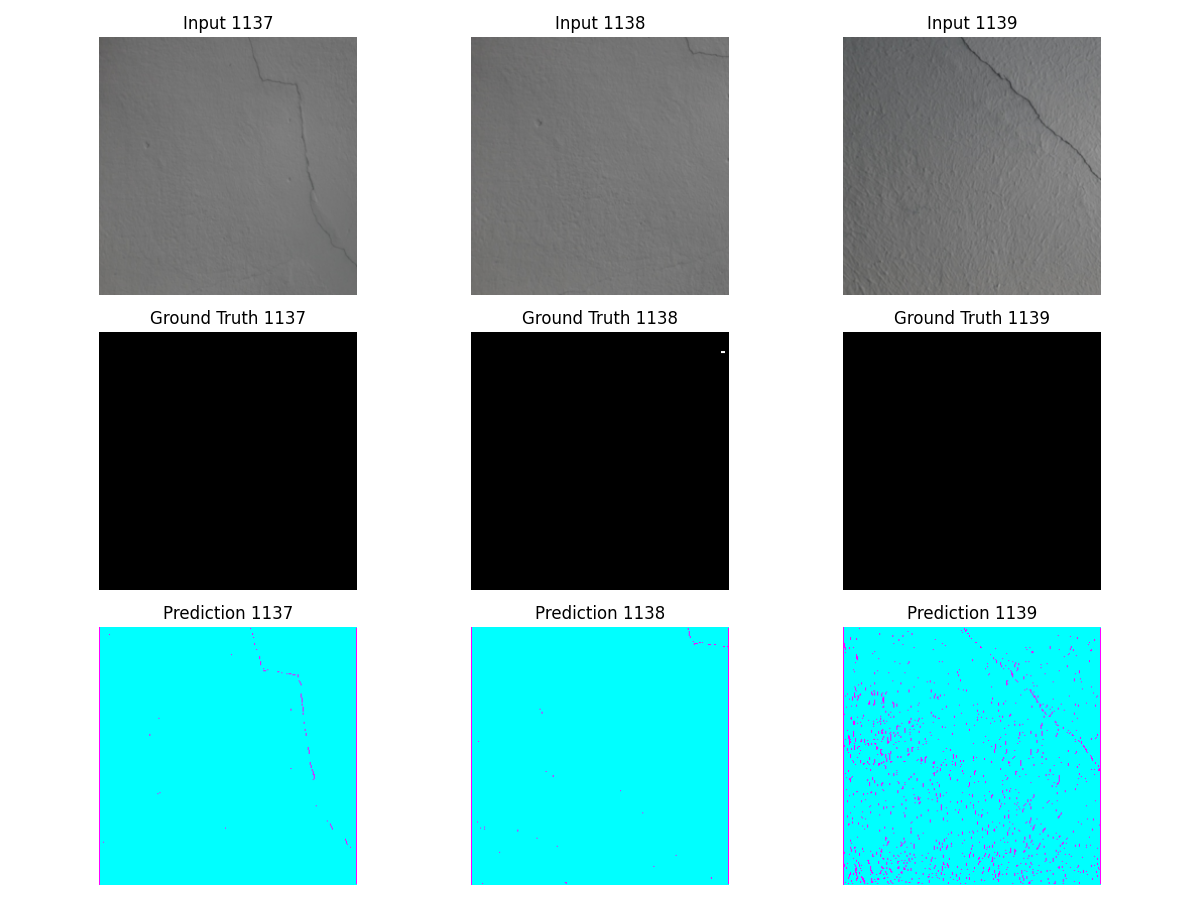 Input 1137
Input 1138
Input 1139
Ground Truth 1137
Ground Truth 1138
Ground Truth 1139
Prediction 1137
Prediction 1138
Prediction 1139